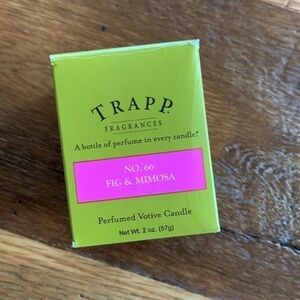 TRAPP
FRAGRANCES
A bottle of perfume in every candle.®
NO. 66
FIG & MIMOSA
Perfumed Votive Candle
Net Wt. 2 oz. (57g)